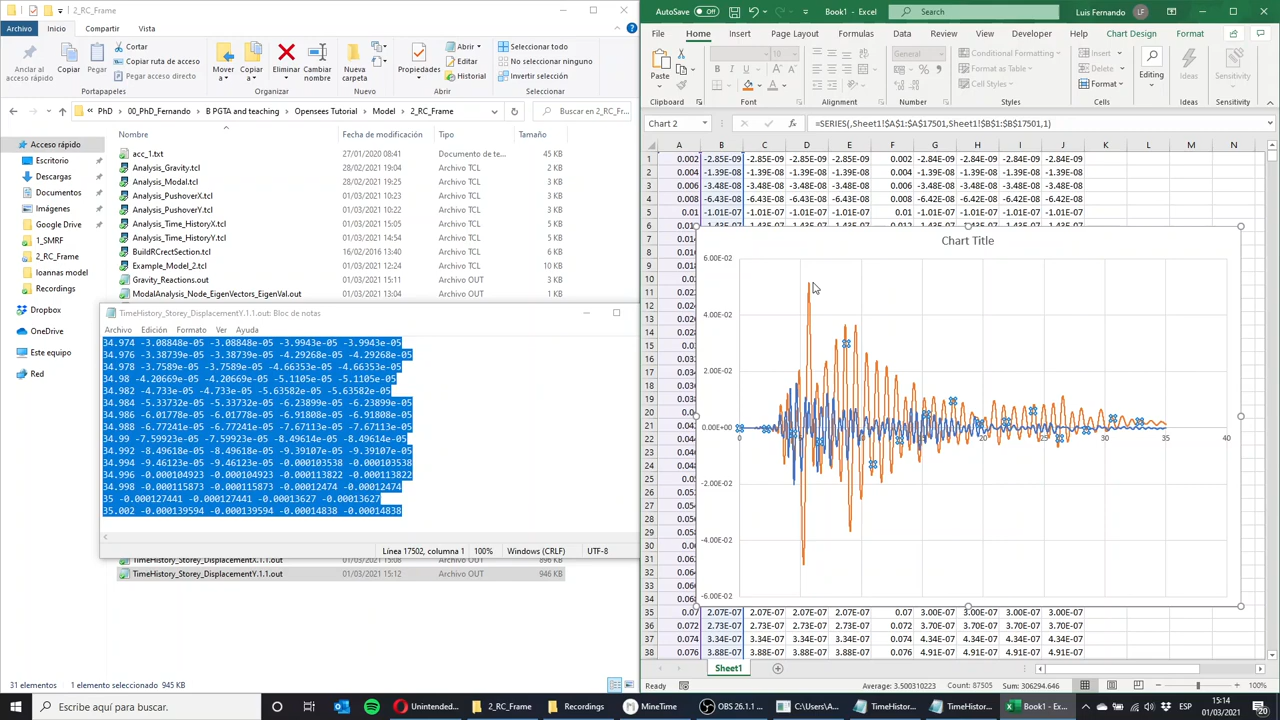 2_RC_Frame
Archivo Inicio Compartir Vista
Anclar al acceso rápido
Copiar
Pegar
Cortar
Copiar ruta de acceso
Pegar acceso directo
Mover a
Copiar a
Eliminar
Cambiar nombre
Nueva carpeta
Propiedades
Abrir
Editar
Historial
Seleccionar todo
No seleccionar ninguno
Invertir selección
Portapapeles Organizar Nuevo Abrir Seleccionar
PhD 00_PhD_Fernando B PGTA and teaching Opensees Tutorial Model 2_RC_Frame
Buscar en 2_RC_Fr...
Nombre Fecha de modificación Tipo Tamaño
Acceso rápido
Escritorio
Descargas
Documentos
Imágenes
Google Drive
1_SMRF
2_RC_Frame
Ioannas model
Recordings
Dropbox
OneDrive
Este equipo
Red
acc_1.txt 27/01/2020 08:41 Documento de te... 45 KB
Analysis_Gravity.tcl 28/02/2021 19:04 Archivo TCL 2 KB
Analysis_Modal.tcl 28/02/2021 19:25 Archivo TCL 3 KB
Analysis_PushoverX.tcl 01/03/2021 10:23 Archivo TCL 3 KB
Analysis_PushoverY.tcl 01/03/2021 10:22 Archivo TCL 3 KB
Analysis_Time_HistoryX.tcl 01/03/2021 15:05 Archivo TCL 5 KB
Analysis_Time_HistoryY.tcl 01/03/2021 14:54 Archivo TCL 5 KB
BuildRCrectSection.tcl 16/02/2016 13:40 Archivo TCL 6 KB
Example_Model_2.tcl 01/03/2021 12:24 Archivo TCL 10 KB
Gravity_Reactions.out 01/03/2021 15:11 Archivo OUT 1 KB
ModalAnalysis_Node_EigenVectors_EigenVal.out 01/03/2021 13:04 Archivo OUT 2 KB
TimeHistory_Storey_DisplacementY.1.1.out: Bloc de notas
Archivo Edición Formato Ver Ayuda
34.974 -3.08848e-05 -3.08848e-05 -3.9943e-05 -3.9943e-05
34.976 -3.38739e-05 -3.38739e-05 -4.29268e-05 -4.29268e-05
34.978 -3.7589e-05 -3.7589e-05 -4.66353e-05 -4.66353e-05
34.98 -4.20669e-05 -4.20669e-05 -5.1105e-05 -5.1105e-05
34.982 -4.733e-05 -4.733e-05 -5.63582e-05 -5.63582e-05
34.984 -5.33732e-05 -5.33732e-05 -6.23899e-05 -6.23899e-05
34.986 -6.01778e-05 -6.01778e-05 -6.91808e-05 -6.91808e-05
34.988 -6.77241e-05 -6.77241e-05 -7.67113e-05 -7.67113e-05
34.99 -7.59923e-05 -7.59923e-05 -8.49614e-05 -8.49614e-05
34.992 -8.49618e-05 -8.49618e-05 -9.39107e-05 -9.39107e-05
34.994 -9.46123e-05 -9.46123e-05 -0.000103538 -0.000103538
34.996 -0.000104923 -0.000104923 -0.000113822 -0.000113822
34.998 -0.000115873 -0.000115873 -0.00012474 -0.00012474
35 -0.000127441 -0.000127441 -0.00013627 -0.00013627
35.002 -0.000139594 -0.000139594 -0.00014838 -0.00014838
Línea 17502, columna 1 100% Windows (CRLF) UTF-8
TimeHistory_Storey_DisplacementX.1.1.out 01/03/2021 15:08 Archivo OUT 896 KB
TimeHistory_Storey_DisplacementY.1.1.out 01/03/2021 15:12 Archivo OUT 946 KB
31 elementos 1 elemento seleccionado 945 KB
AutoSave Off Book1 - Excel Search Luis Fernando LF
File Home Insert Page Layout Formulas Data Review View Developer Help Chart Design Format
Paste
General
Conditional Formatting
Format as Table
Cell Styles
Insert
Delete
Format
Editing
Ideas
Sensitivity
Clipboard Font Alignment Number Styles Cells Ideas Sensitivity
Chart 2 fx =SERIES(,Sheet1!$A$1:$A$17501,Sheet1!$B$1:$B$17501,1)
A B C D E F G H I J K L M N
1 0.002 -2.85E-09 -2.85E-09 -2.85E-09 -2.85E-09 0.002 -2.84E-09 -2.84E-09 -2.84E-09 -2.84E-09
2 0.004 -1.39E-08 -1.39E-08 -1.39E-08 -1.39E-08 0.004 -1.39E-08 -1.39E-08 -1.39E-08 -1.39E-08
3 0.006 -3.48E-08 -3.48E-08 -3.48E-08 -3.48E-08 0.006 -3.48E-08 -3.48E-08 -3.48E-08 -3.48E-08
4 0.008 -6.43E-08 -6.43E-08 -6.43E-08 -6.43E-08 0.008 -6.42E-08 -6.42E-08 -6.42E-08 -6.42E-08
5 0.01 -1.01E-07 -1.01E-07 -1.01E-07 -1.01E-07 0.01 -1.01E-07 -1.01E-07 -1.01E-07 -1.01E-07
Chart Title
6.00E-02
4.00E-02
2.00E-02
0.00E+00
-2.00E-02
-4.00E-02
-6.00E-02
0 20 25 30 35 40
35 0.07 2.07E-07 2.07E-07 2.07E-07 2.07E-07 0.07 3.00E-07 3.00E-07 3.00E-07 3.00E-07
36 0.072 2.73E-07 2.73E-07 2.73E-07 2.73E-07 0.072 3.70E-07 3.70E-07 3.70E-07 3.70E-07
37 0.074 3.34E-07 3.34E-07 3.34E-07 3.34E-07 0.074 4.34E-07 4.34E-07 4.34E-07 4.34E-07
38 0.076 3.88E-07 3.88E-07 3.88E-07 3.88E-07 0.076 4.91E-07 4.91E-07 4.91E-07 4.91E-07
Sheet1
Ready Average: 3.500310223 Count: 87505 Sum: 306294.646 100%
Escribe aquí para buscar.
Unintended... 2_RC_Frame Recordings MineTime OBS 26.1.1 ... C:\Users\A... TimeHistor... TimeHistor... Book1 - Ex...
ESP 15:14 01/03/2021